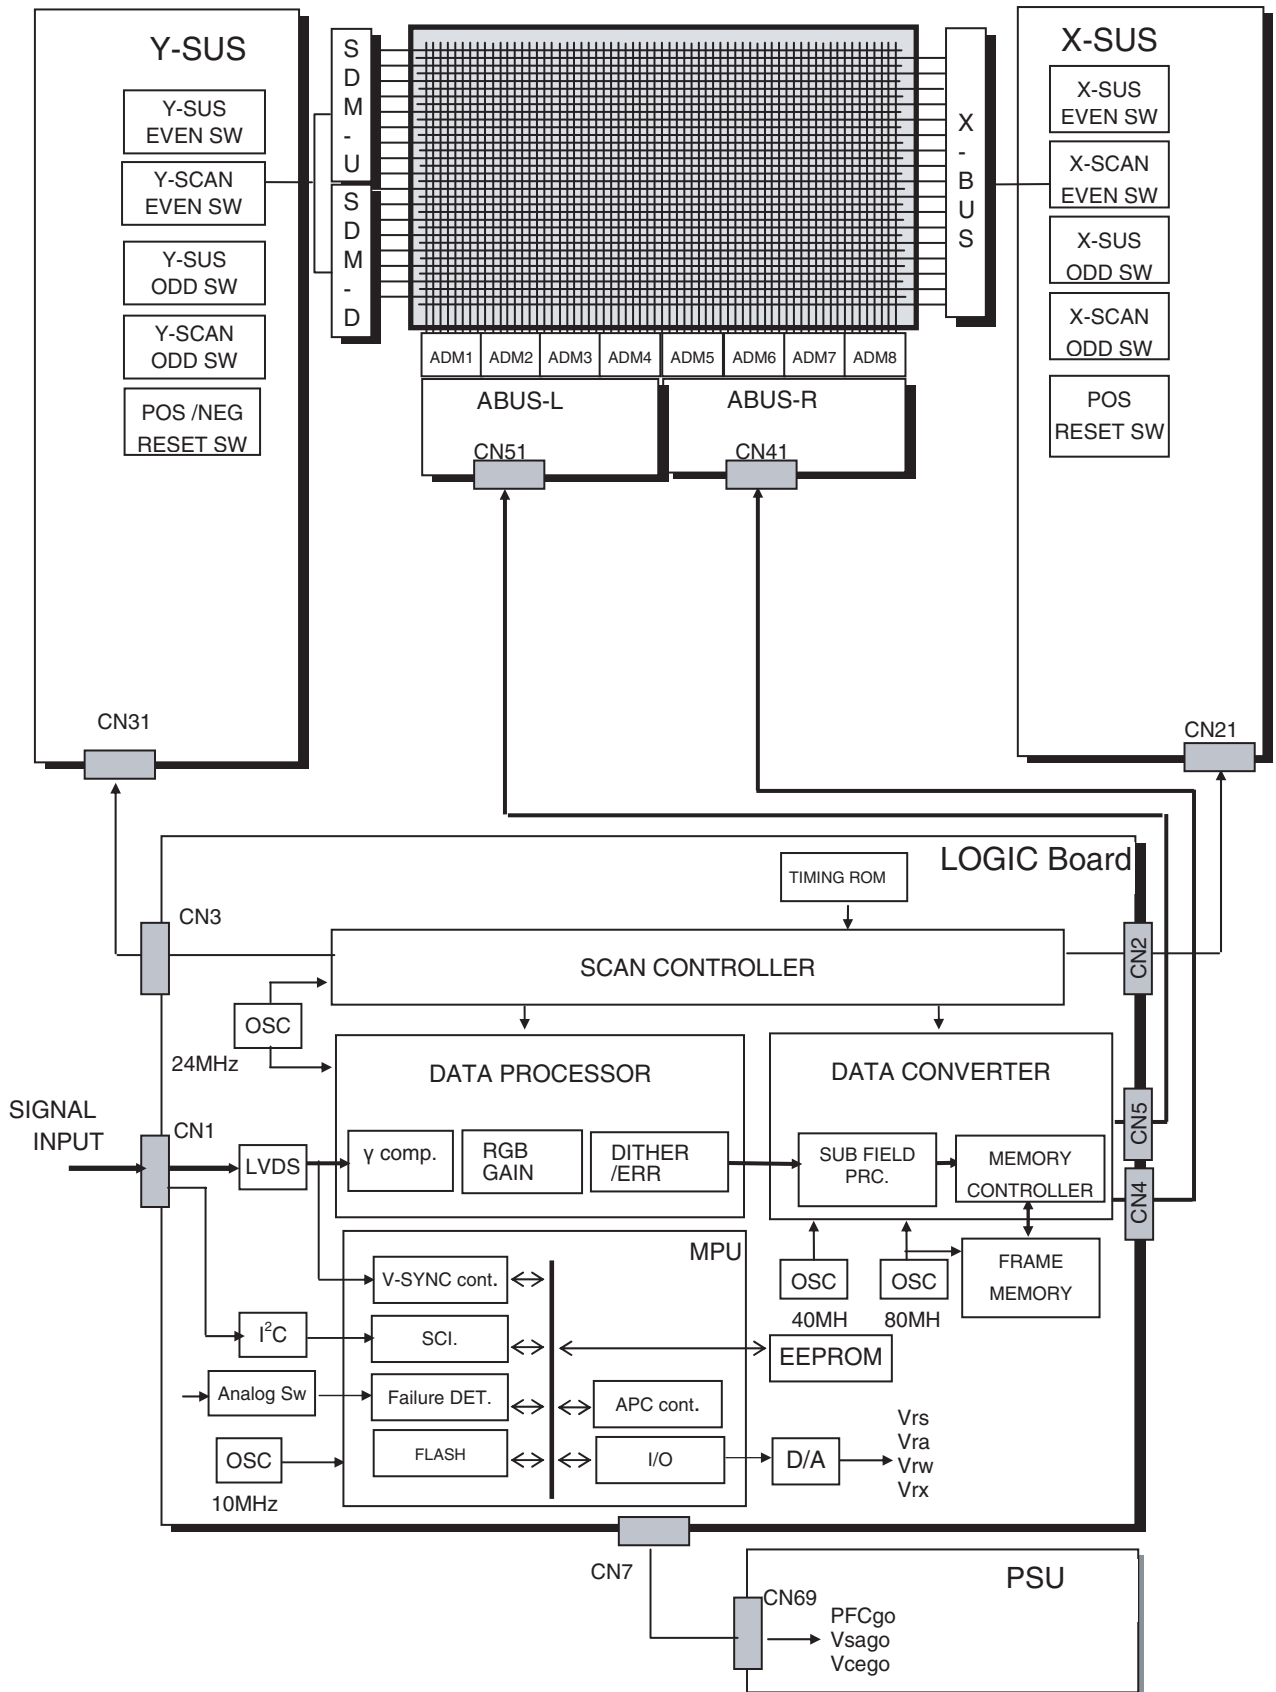 Y-SUS
Y-SUS
EVEN SW
Y-SCAN
EVEN SW
Y-SUS
ODD SW
Y-SCAN
ODD SW
POS /NEG
RESET SW
CN31
S
D
M
-
U
S
D
M
-
D
X
-
B
U
S
X-SUS
X-SUS
EVEN SW
X-SCAN
EVEN SW
X-SUS
ODD SW
X-SCAN
ODD SW
POS
RESET SW
CN21
ADM1 ADM2 ADM3 ADM4 ADM5 ADM6 ADM7 ADM8
ABUS-L
CN51
ABUS-R
CN41
LOGIC Board
TIMING ROM
CN3
SCAN CONTROLLER
CN2
OSC
24MHz
DATA PROCESSOR
DATA CONVERTER
SIGNAL
INPUT
CN1
LVDS
γ comp.
RGB
GAIN
DITHER
/ERR
SUB FIELD
PRC.
MEMORY
CONTROLLER
CN5
CN4
MPU
V-SYNC cont.
OSC
40MH
OSC
80MH
FRAME
MEMORY
I²C
SCI.
EEPROM
Analog Sw
Failure DET.
APC cont.
OSC
10MHz
FLASH
I/O
D/A
Vrs
Vra
Vrw
Vrx
CN7
PSU
CN69
PFCgo
Vsago
Vcego